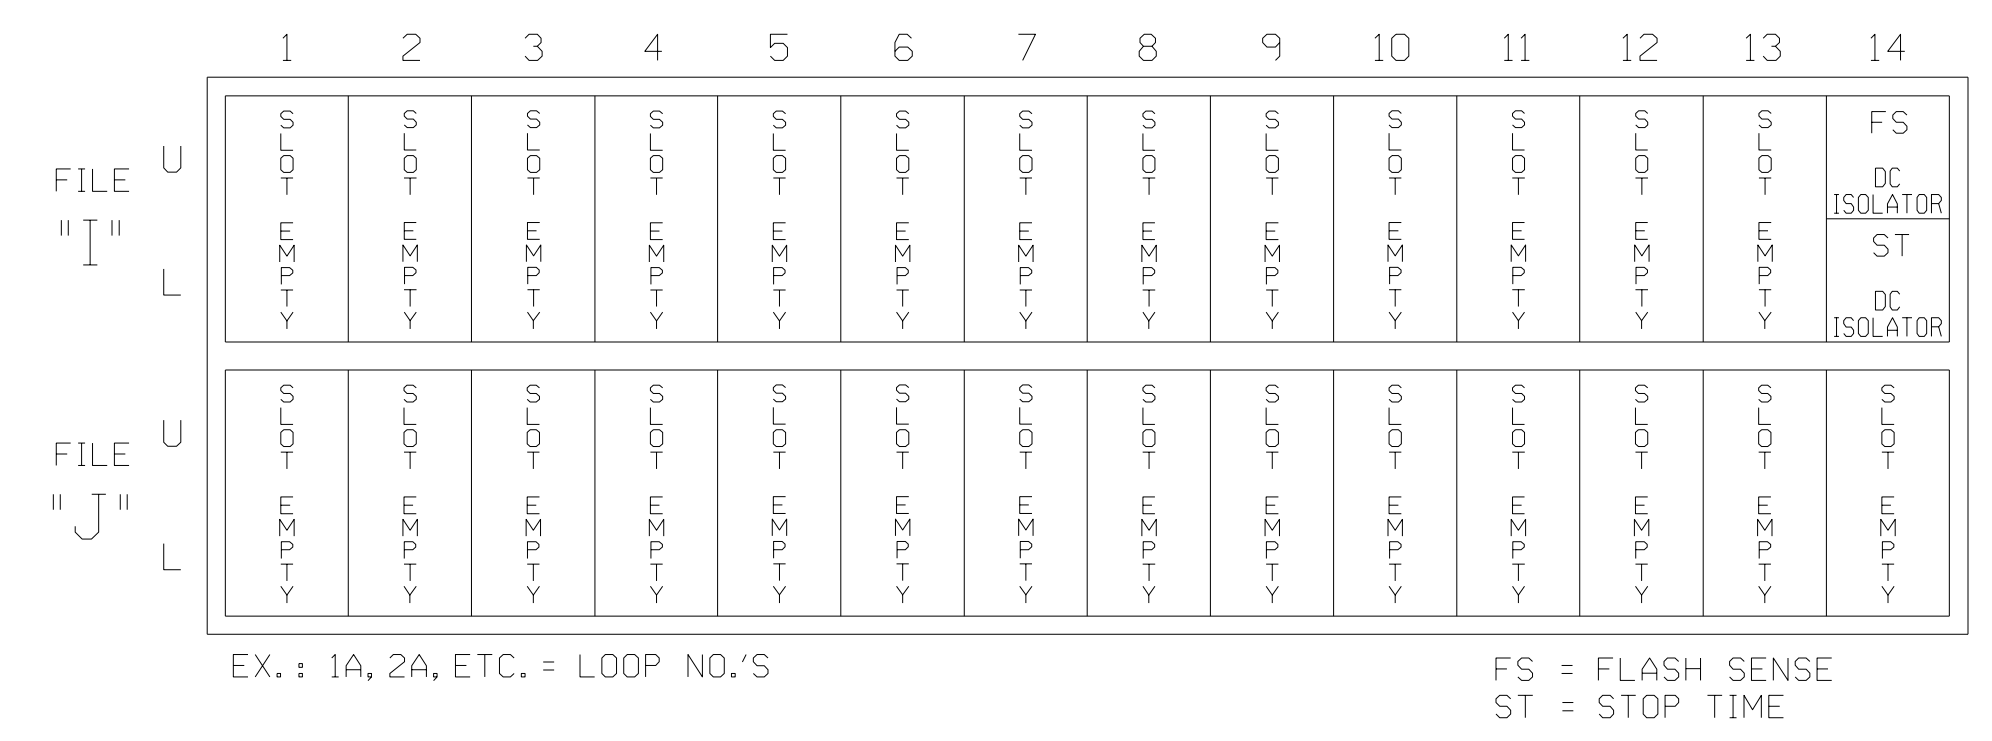 1 2 3 4 5 6 7 8 9 10 11 12 13 14
FILE "I"
U
L
SLOT EMPTY
SLOT EMPTY
SLOT EMPTY
SLOT EMPTY
SLOT EMPTY
SLOT EMPTY
SLOT EMPTY
SLOT EMPTY
SLOT EMPTY
SLOT EMPTY
SLOT EMPTY
SLOT EMPTY
SLOT EMPTY
FS
DC
ISOLATOR
ST
DC
ISOLATOR
FILE "J"
U
L
SLOT EMPTY
SLOT EMPTY
SLOT EMPTY
SLOT EMPTY
SLOT EMPTY
SLOT EMPTY
SLOT EMPTY
SLOT EMPTY
SLOT EMPTY
SLOT EMPTY
SLOT EMPTY
SLOT EMPTY
SLOT EMPTY
SLOT EMPTY
EX.: 1A, 2A, ETC. = LOOP NO.'S
FS = FLASH SENSE
ST = STOP TIME